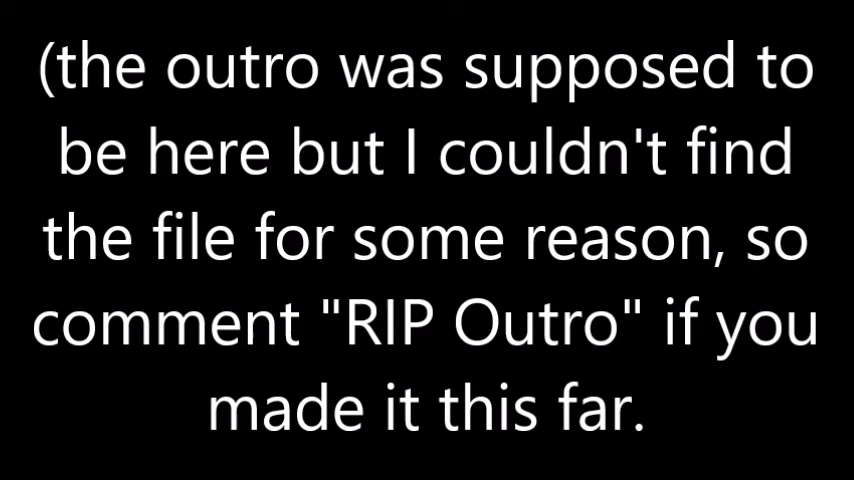 (the outro was supposed to
be here but I couldn't find
the file for some reason, so
comment "RIP Outro" if you
made it this far.